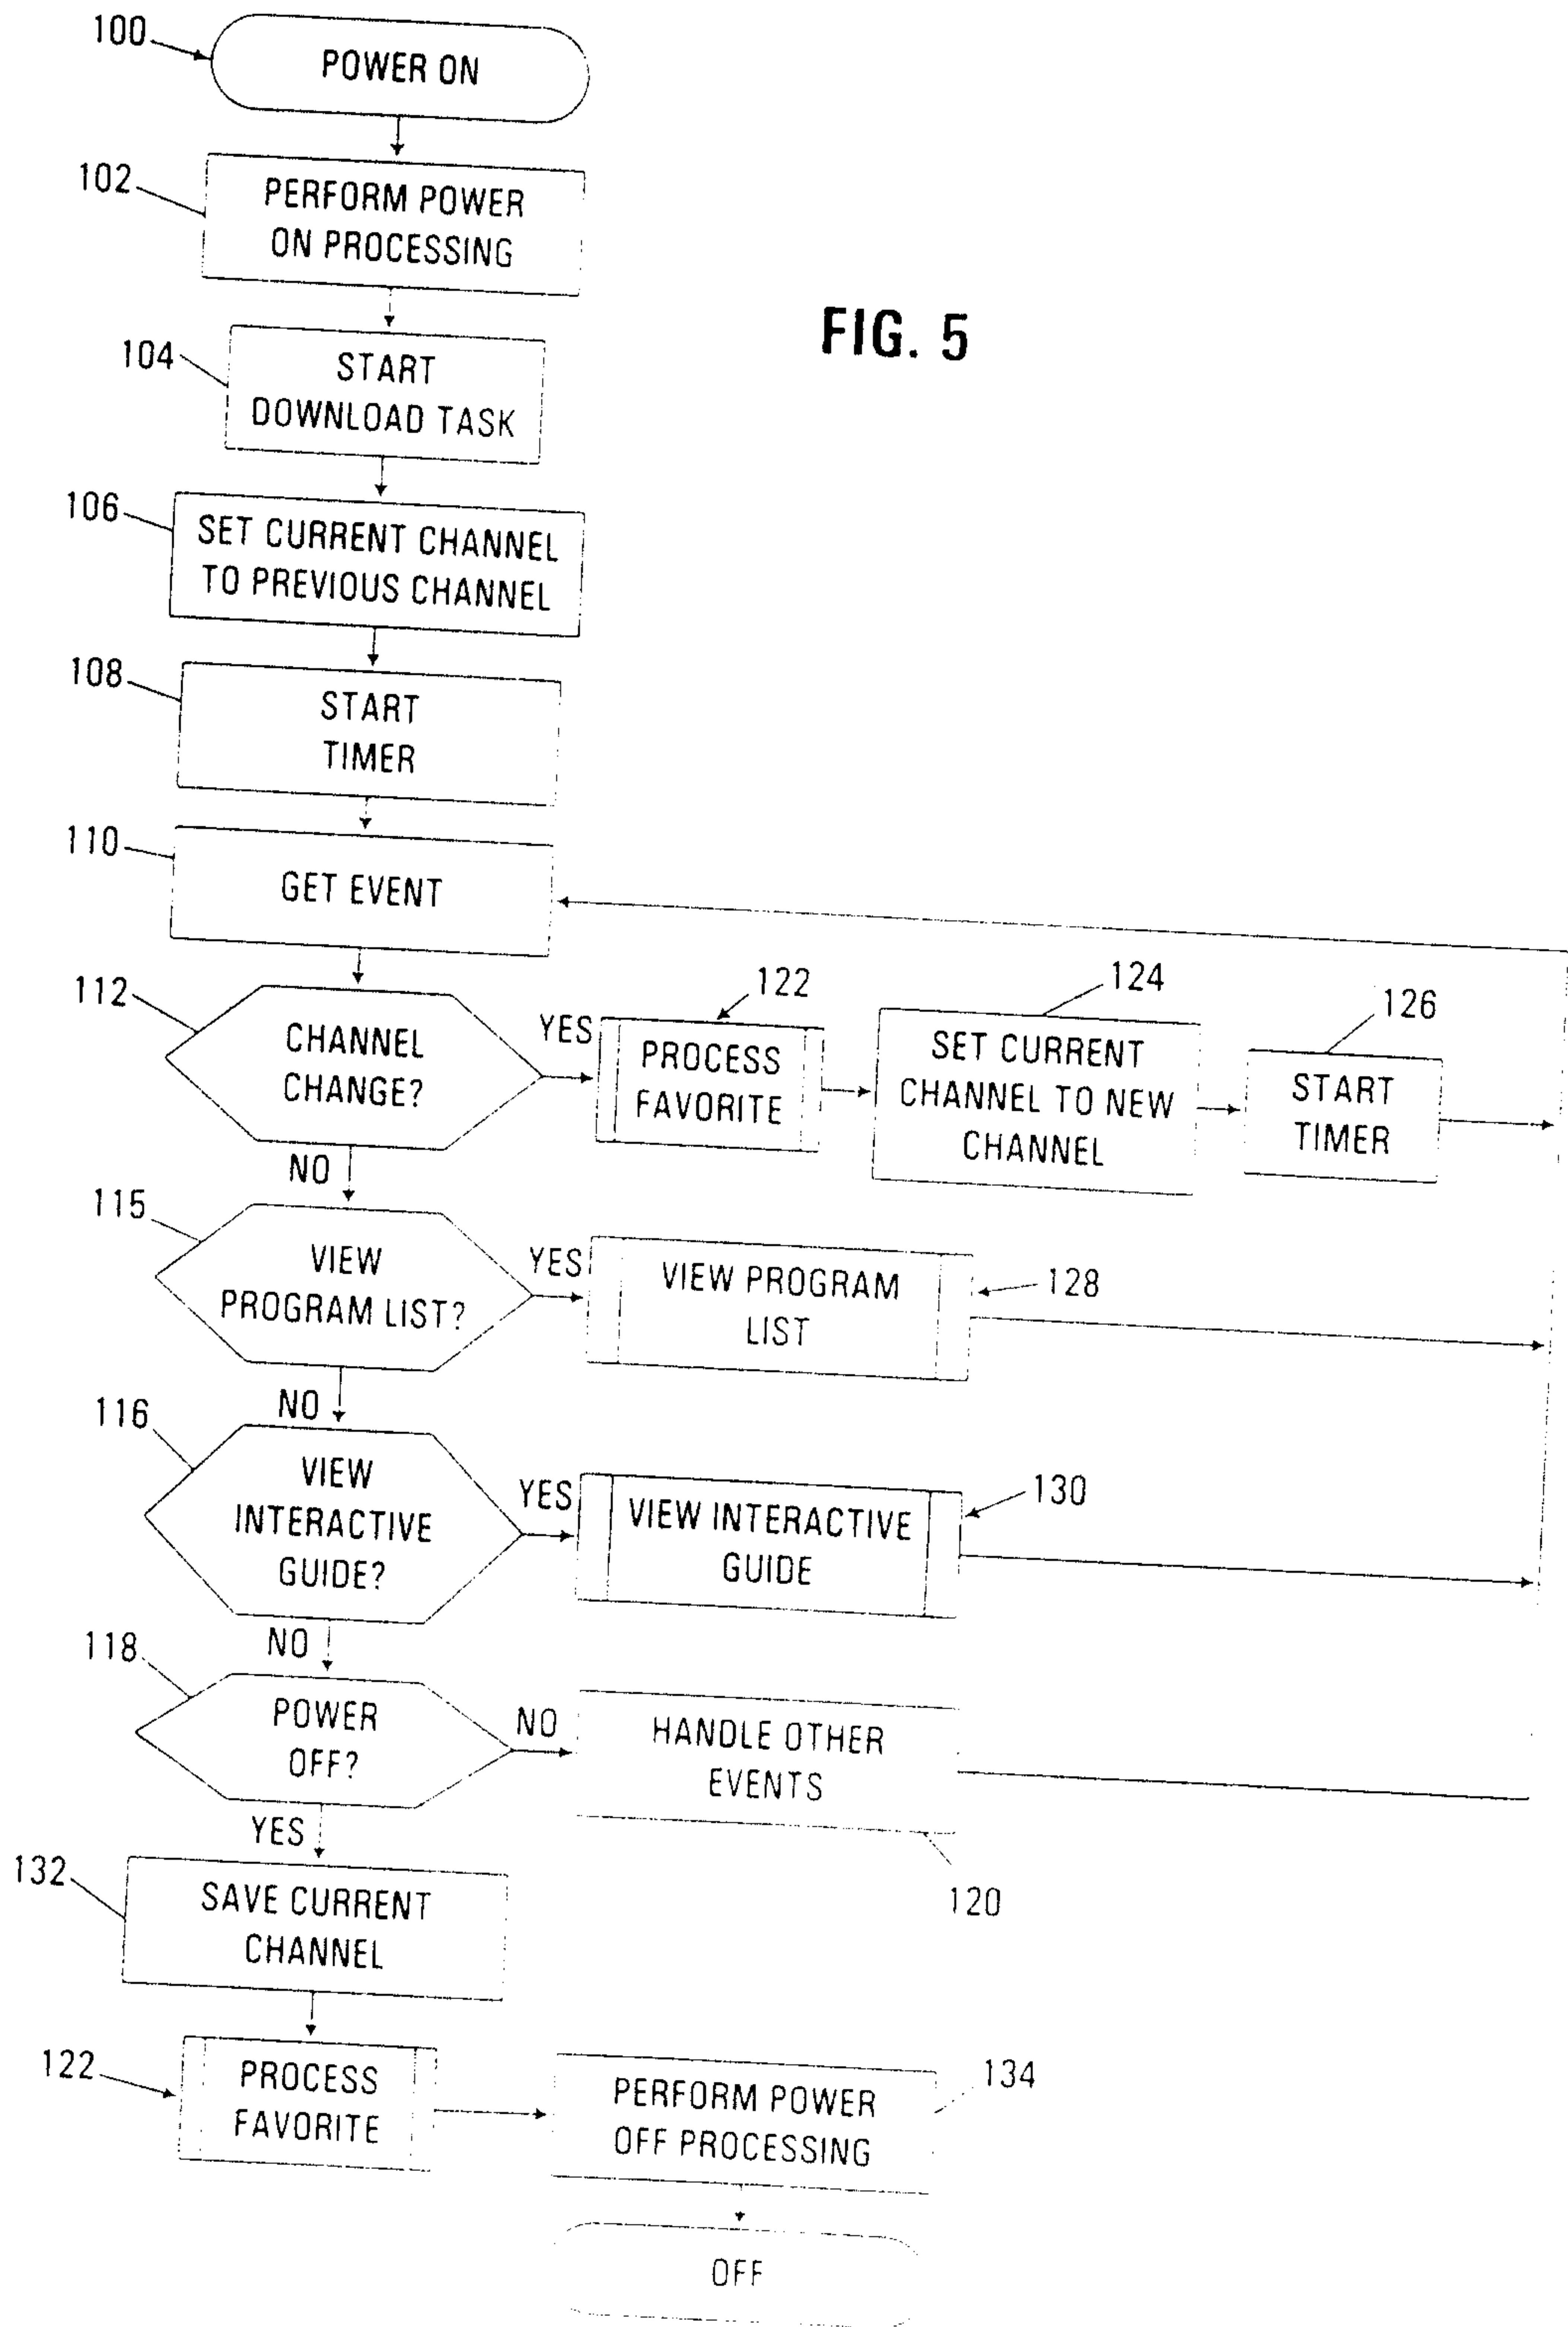 100
POWER ON
102
PERFORM POWER
ON PROCESSING
FIG. 5
104
START
DOWNLOAD TASK
106
SET CURRENT CHANNEL
TO PREVIOUS CHANNEL
108
START
TIMER
110
GET EVENT
112
CHANNEL
CHANGE?
YES
122
PROCESS
FAVORITE
124
SET CURRENT
CHANNEL TO NEW
CHANNEL
126
START
TIMER
NO
115
VIEW
PROGRAM LIST?
YES
VIEW PROGRAM
LIST
128
NO
116
VIEW
INTERACTIVE
GUIDE?
YES
VIEW INTERACTIVE
GUIDE
130
NO
118
POWER
OFF?
NO
HANDLE OTHER
EVENTS
120
YES
132
SAVE CURRENT
CHANNEL
122
PROCESS
FAVORITE
PERFORM POWER
OFF PROCESSING
134
OFF